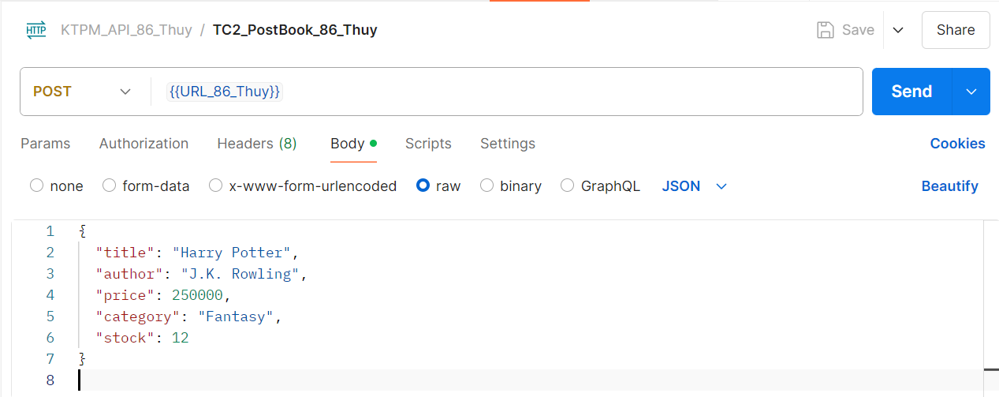 HTTP KTPM_API_86_Thuy / TC2_PostBook_86_Thuy Save Share
POST {{URL_86_Thuy}} Send
Params Authorization Headers (8) Body Scripts Settings Cookies
none form-data x-www-form-urlencoded raw binary GraphQL JSON Beautify
1 {
2 "title": "Harry Potter",
3 "author": "J.K. Rowling",
4 "price": 250000,
5 "category": "Fantasy",
6 "stock": 12
7 }
8